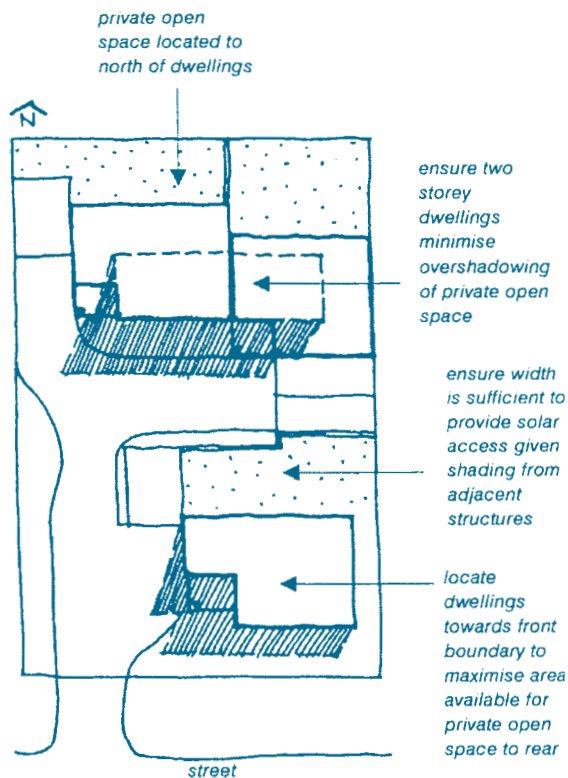 private open
space located to
north of dwellings
N
ensure two
storey
dwellings
minimise
overshadowing
of private open
space
ensure width
is sufficient to
provide solar
access given
shading from
adjacent
structures
locate
dwellings
towards front
boundary to
maximise area
available for
private open
space to rear
street